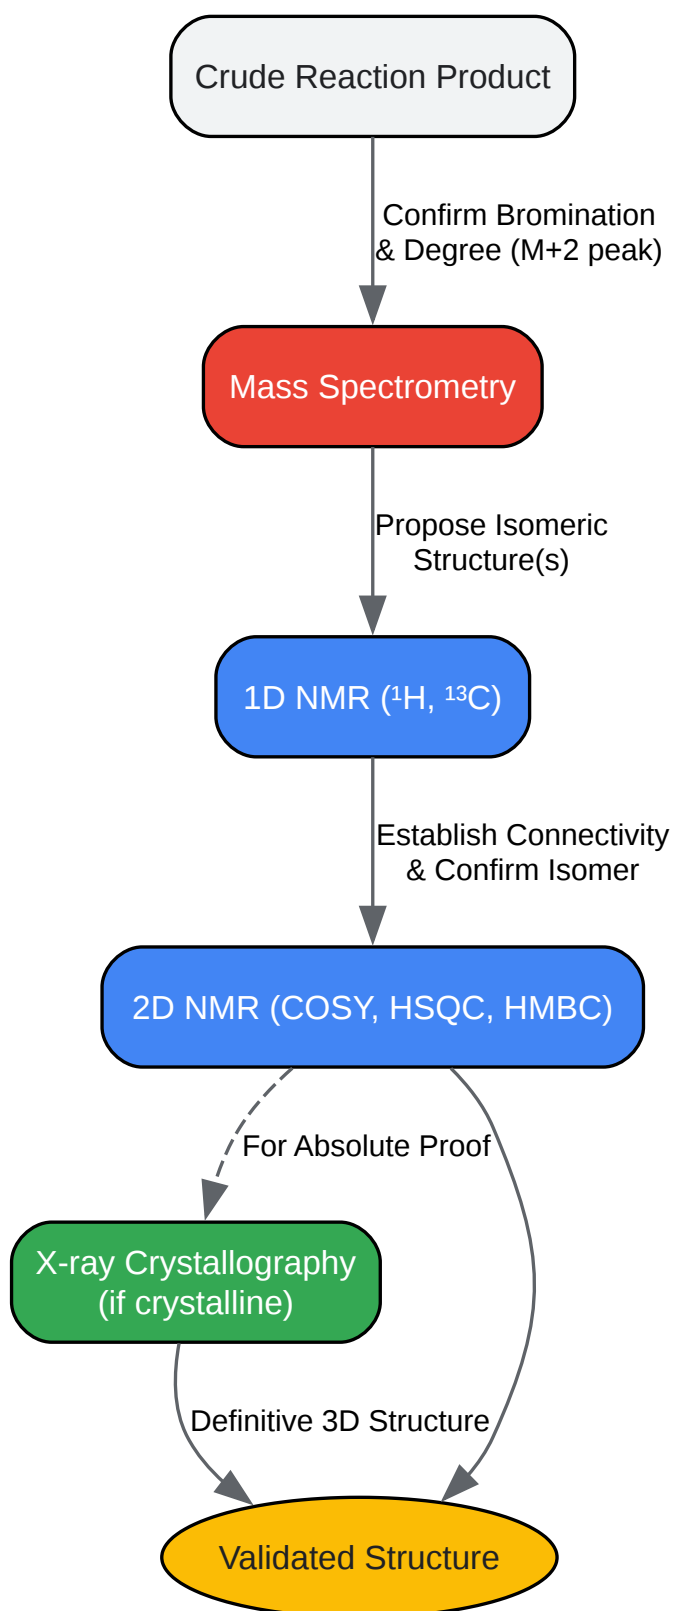 Crude Reaction Product
Confirm Bromination
& Degree (M+2 peak)
Mass Spectrometry
Propose Isomeric
Structure(s)
1D NMR (¹H, ¹³C)
Establish Connectivity
& Confirm Isomer
2D NMR (COSY, HSQC, HMBC)
For Absolute Proof
X-ray Crystallography
(if crystalline)
Definitive 3D Structure
Validated Structure